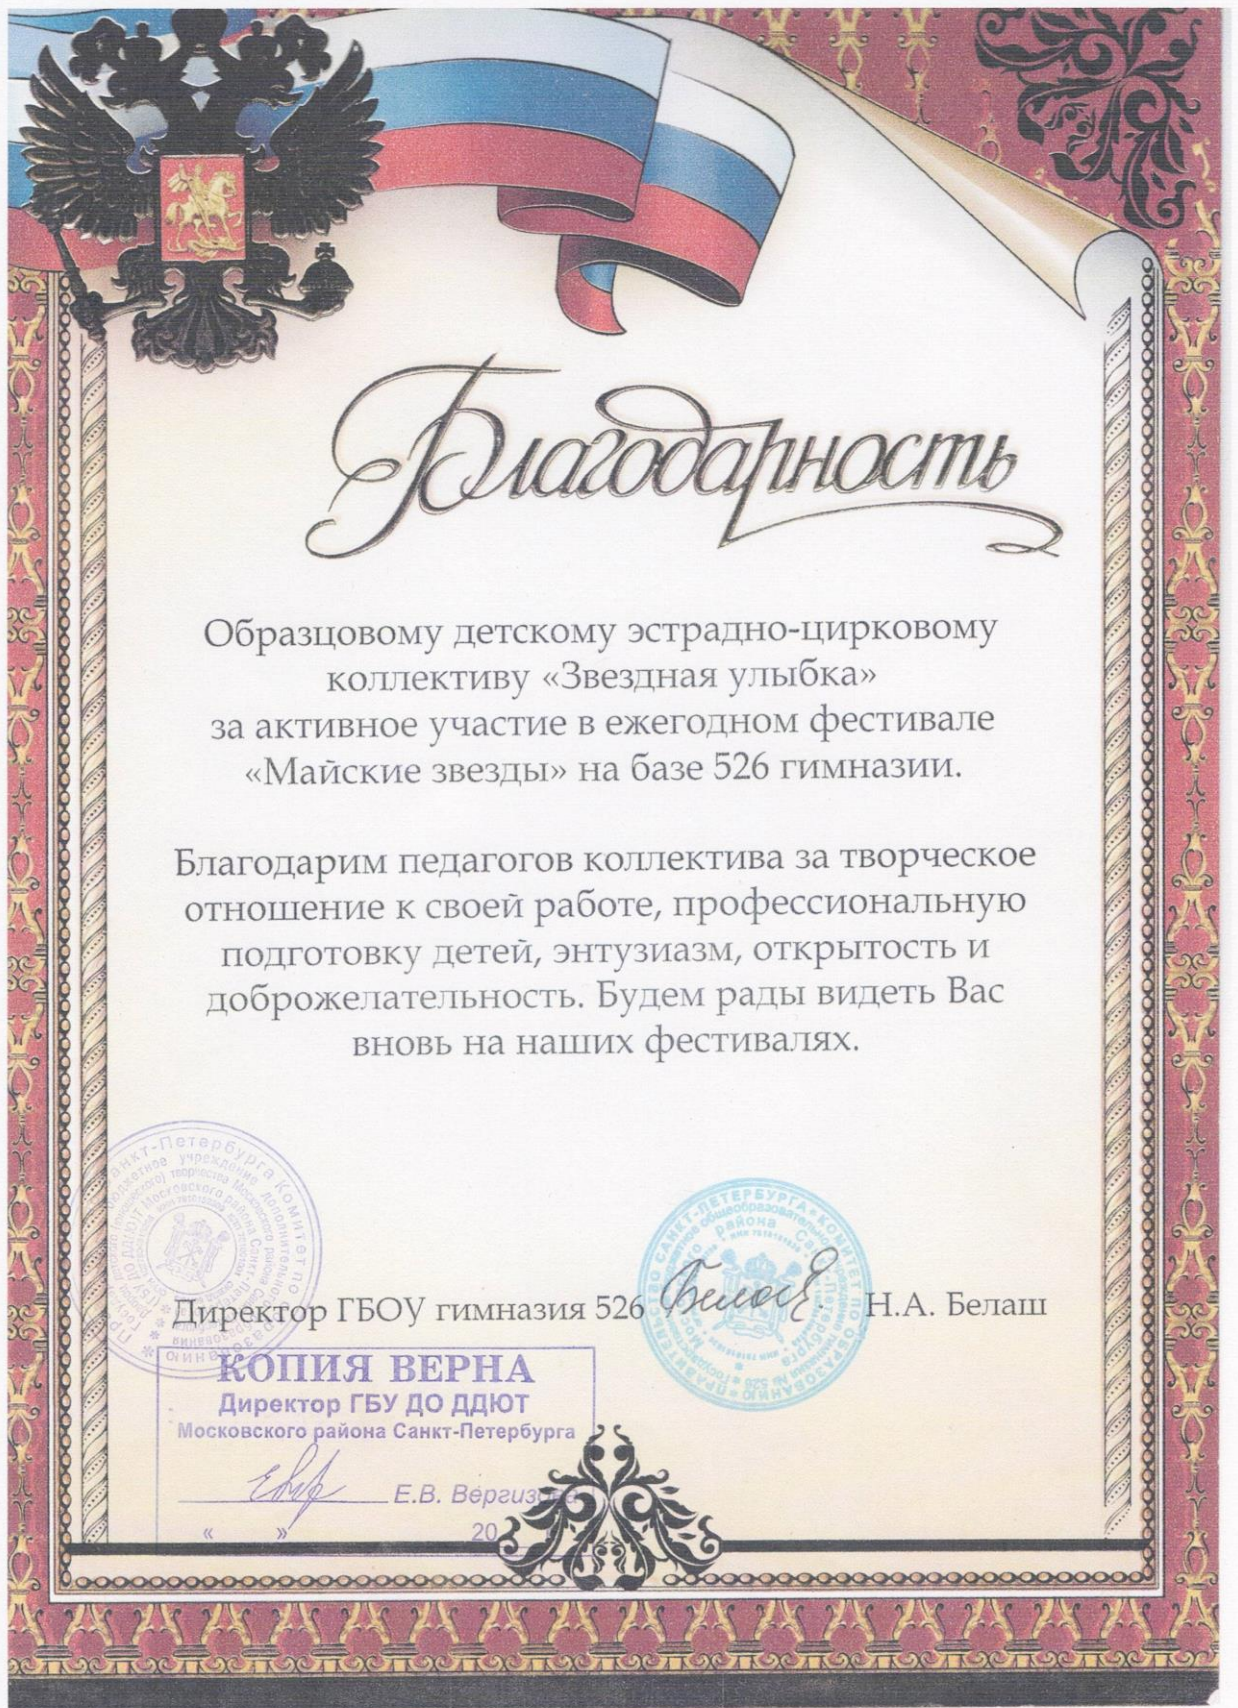 Благодарность
Образцовому детскому эстрадно-цирковому
коллективу «Звездная улыбка»
за активное участие в ежегодном фестивале
«Майские звезды» на базе 526 гимназии.
Благодарим педагогов коллектива за творческое
отношение к своей работе, профессиональную
подготовку детей, энтузиазм, открытость и
доброжелательность. Будем рады видеть Вас
вновь на наших фестивалях.
Директор ГБОУ гимназия 526 Н.А. Белаш
КОПИЯ ВЕРНА
Директор ГБУ ДО ДДЮТ
Московского района Санкт-Петербурга
Е.В. Вергизова
« » 20